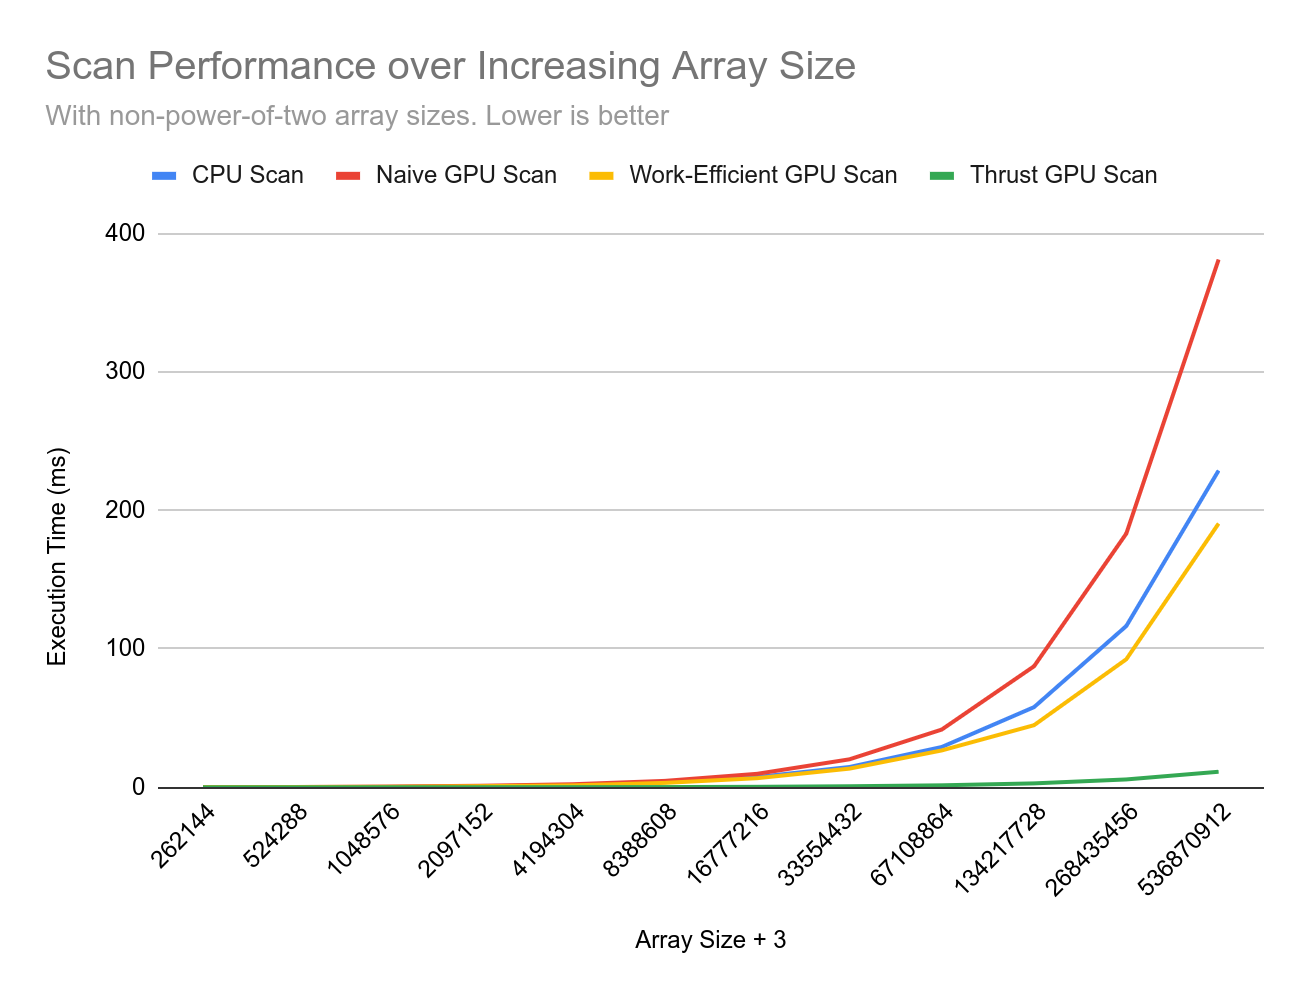 Scan Performance over Increasing Array Size
With non-power-of-two array sizes. Lower is better
CPU Scan
Naive GPU Scan
Work-Efficient GPU Scan
Thrust GPU Scan
400
300
200
100
0
Execution Time (ms)
262144
524288
1048576
2097152
4194304
8388608
16777216
33554432
67108864
134217728
268435456
536870912
Array Size + 3